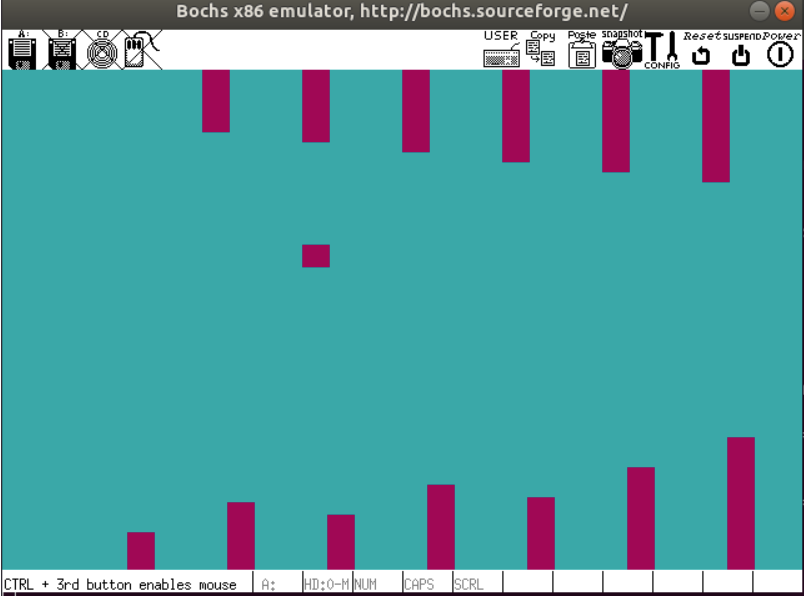 Bochs x86 emulator, http://bochs.sourceforge.net/
A: B: CD USER Copy Paste snapshot CONFIG Reset SUSPEND Power
CTRL + 3rd button enables mouse A: HD:0-M NUM CAPS SCRL